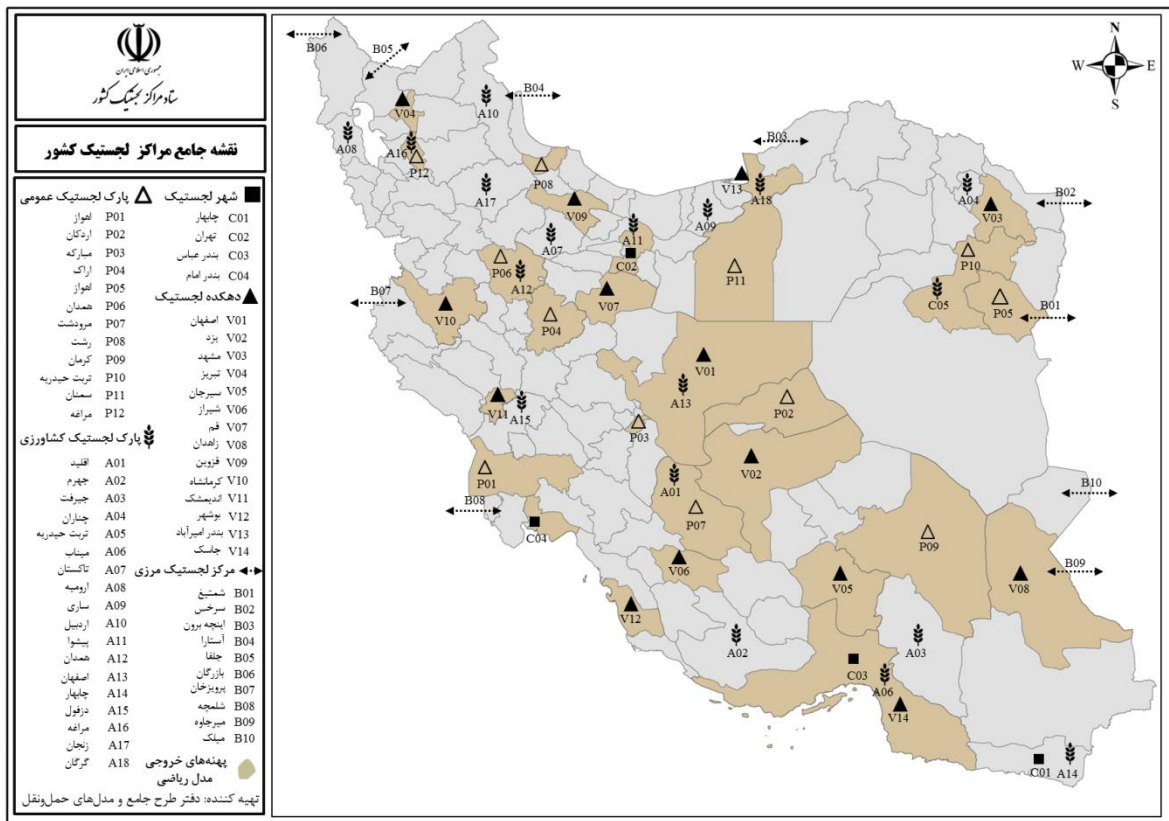 جمهوری اسلامی ایران
ستاد مراکز لجستیک کشور
نقشه جامع مراکز لجستیک کشور
شهر لجستیک
C01 چابهار
C02 تهران
C03 بندر عباس
C04 بندر امام
دهکده لجستیک
V01 اصفهان
V02 یزد
V03 مشهد
V04 تبریز
V05 سیرجان
V06 شیراز
V07 قم
V08 زاهدان
V09 قزوین
V10 کرمانشاه
V11 اندیمشک
V12 بوشهر
V13 بندر امیرآباد
V14 جاسک
مرکز لجستیک مرزی
B01 شمتیغ
B02 سرخس
B03 اینچه برون
B04 آستارا
B05 جلفا
B06 بازرگان
B07 پرویزخان
B08 شلمچه
B09 میرجاوه
B10 میلک
پارک لجستیک عمومی
P01 اهواز
P02 اردکان
P03 مبارکه
P04 اراک
P05 اهواز
P06 همدان
P07 مرودشت
P08 رشت
P09 کرمان
P10 تربت حیدریه
P11 سمنان
P12 مراغه
پارک لجستیک کشاورزی
A01 اقلید
A02 جهرم
A03 جیرفت
A04 چناران
A05 تربت حیدریه
A06 میناب
A07 تاکستان
A08 ارومیه
A09 ساری
A10 اردبیل
A11 پیشوا
A12 همدان
A13 اصفهان
A14 چابهار
A15 دزفول
A16 مراغه
A17 زنجان
A18 گرگان
پهنه‌های خروجی
مدل ریاضی
تهیه کننده: دفتر طرح جامع و مدل‌های حمل‌ونقل
N
W E
S
B06
B05
B04
V04
A10
A08
A16
P12
B03
P08
V13
A18
A04
V03
B02
A17
V09
A09
A07
A11
C02
P10
P06
A12
P11
B07
V10
V07
C05
P05
B01
P04
V01
A13
P02
V11
A15
P03
V02
P01
A01
B10
B08
P07
C04
P09
V06
V05
V08
B09
V12
A02
A03
C03
A06
V14
C01
A14